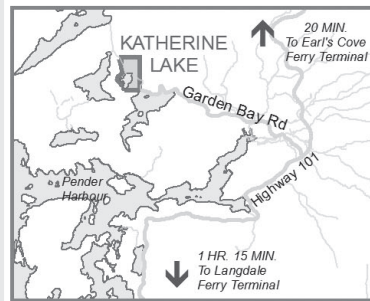 KATHERINE
LAKE
20 MIN.
To Earl's Cove
Ferry Terminal
Garden Bay Rd
Highway 101
Pender
Harbour
1 HR. 15 MIN.
To Langdale
Ferry Terminal